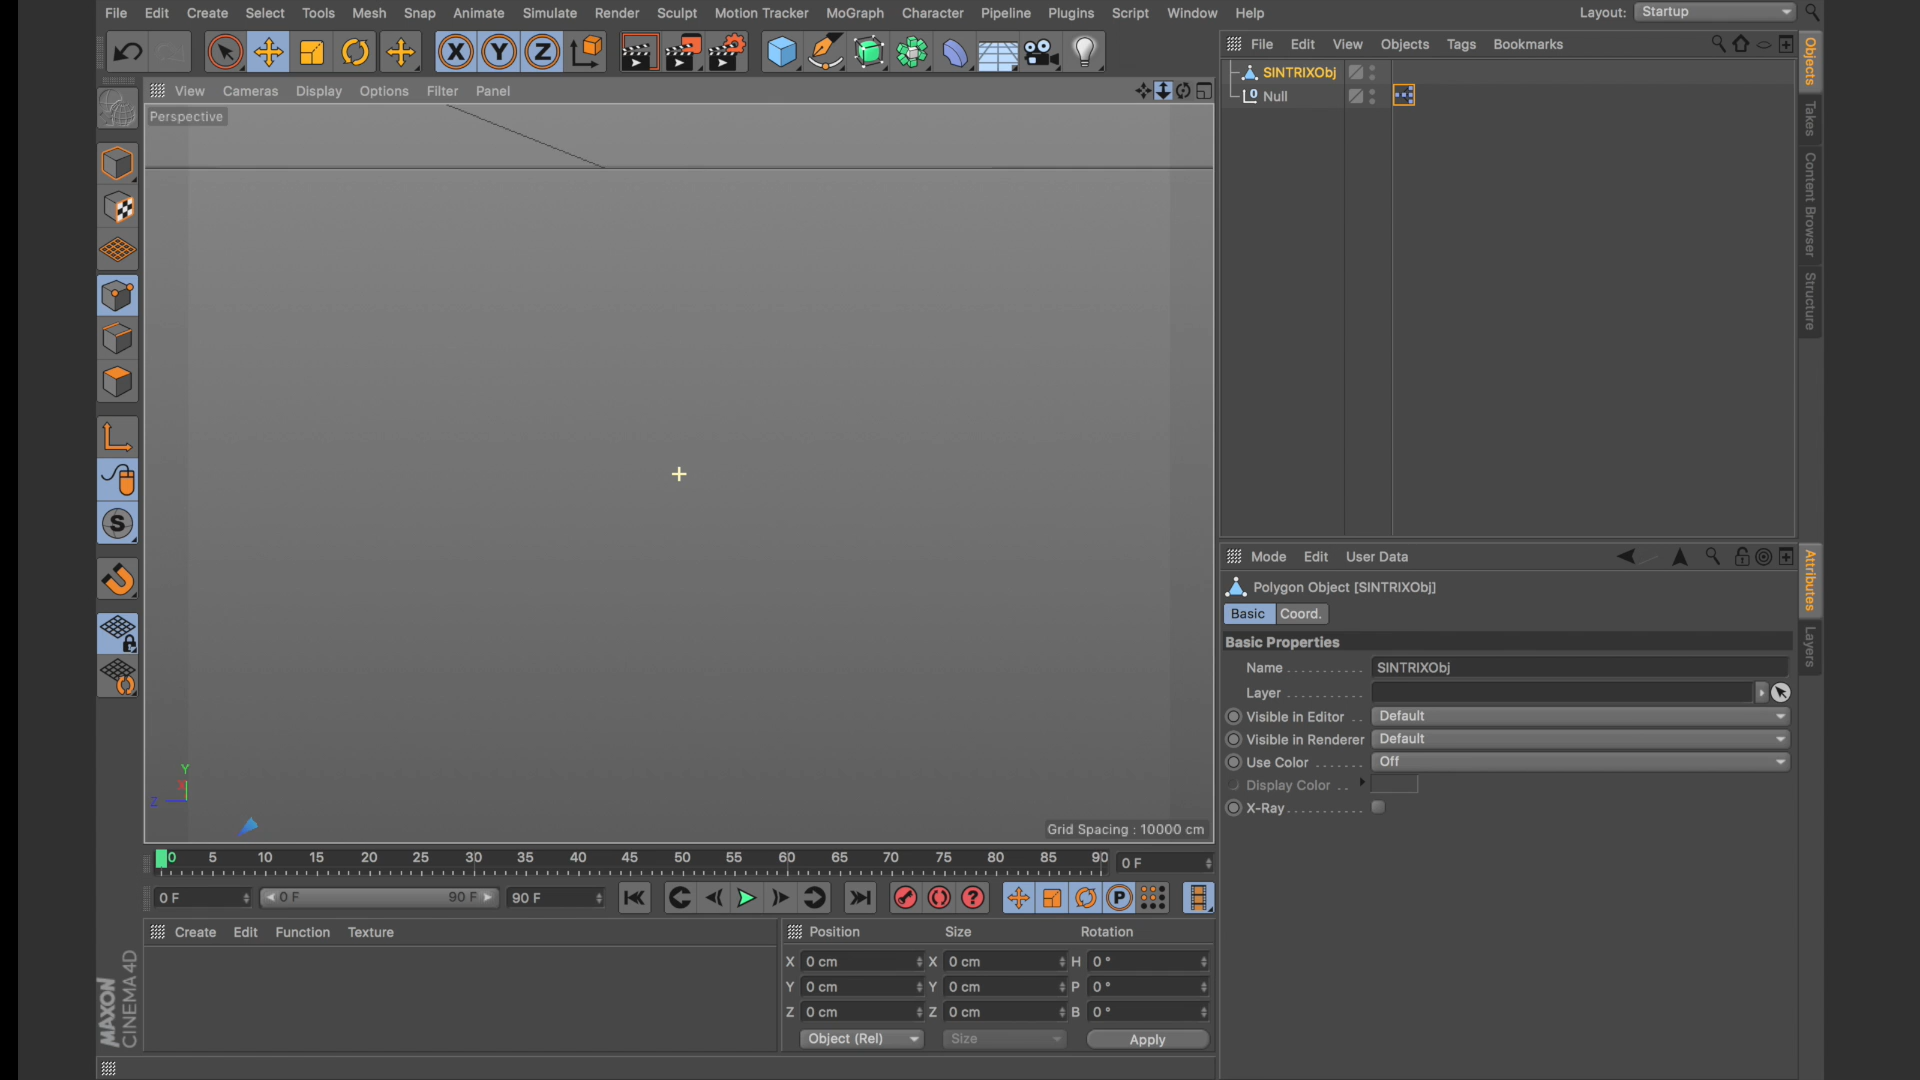 File Edit Create Select Tools Mesh Snap Animate Simulate Render Sculpt Motion Tracker MoGraph Character Pipeline Plugins Script Window Help Layout: Startup
X Y Z
File Edit View Objects Tags Bookmarks
View Cameras Display Options Filter Panel
Perspective
SINTRIXObj
Null
Objects
Takes
Content Browser
Structure
Mode Edit User Data
Polygon Object [SINTRIXObj]
Basic Coord.
Basic Properties
Name SINTRIXObj
Layer
Visible in Editor Default
Visible in Renderer Default
Use Color Off
Display Color
X-Ray
Attributes
Layers
S
Y
X
Z
Grid Spacing : 10000 cm
0 5 10 15 20 25 30 35 40 45 50 55 60 65 70 75 80 85 90 0 F
0 F 0 F 90 F 90 F P
Create Edit Function Texture
Position Size Rotation
X 0 cm X 0 cm H 0 °
Y 0 cm Y 0 cm P 0 °
Z 0 cm Z 0 cm B 0 °
Object (Rel) Size Apply
MAXON
CINEMA 4D